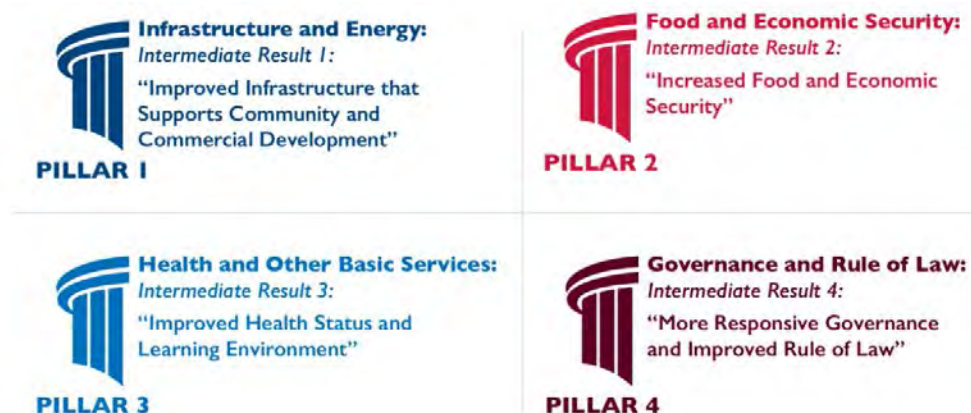 Infrastructure and Energy:
Intermediate Result 1:
“Improved Infrastructure that
Supports Community and
Commercial Development”
PILLAR 1
Food and Economic Security:
Intermediate Result 2:
“Increased Food and Economic
Security”
PILLAR 2
Health and Other Basic Services:
Intermediate Result 3:
“Improved Health Status and
Learning Environment”
PILLAR 3
Governance and Rule of Law:
Intermediate Result 4:
“More Responsive Governance
and Improved Rule of Law”
PILLAR 4